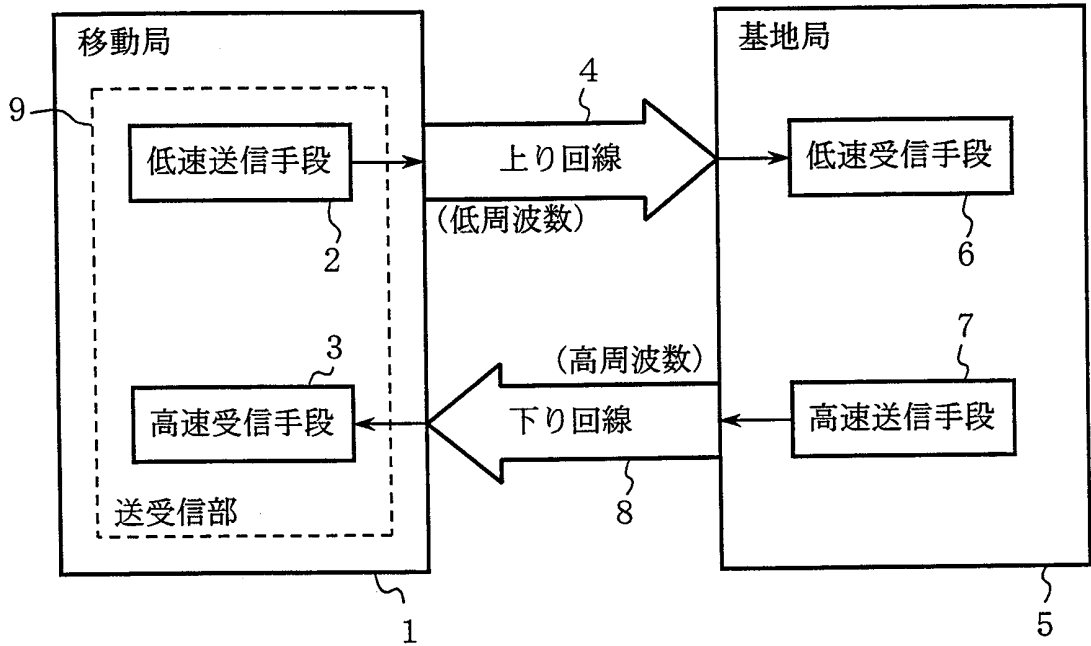 移動局
基地局
9
4
低速送信手段
上り回線
低速受信手段
(低周波数)
2
6
3
(高周波数)
7
高速受信手段
下り回線
高速送信手段
送受信部
8
1
5